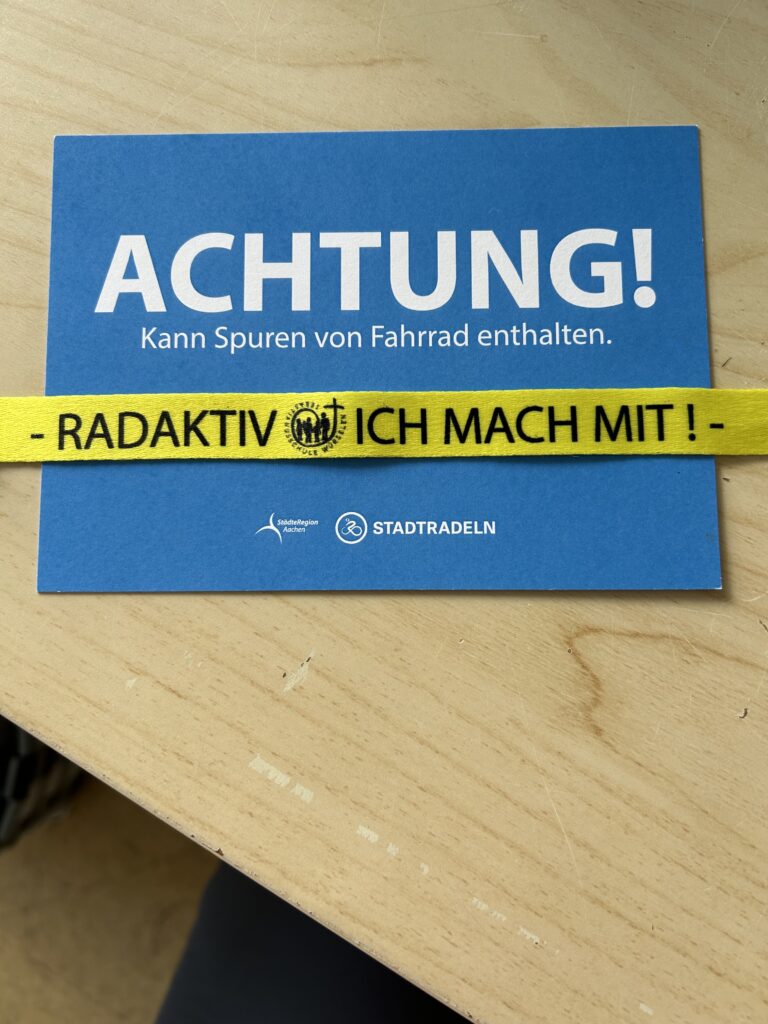 ACHTUNG!
Kann Spuren von Fahrrad enthalten.
- RADAKTIV ICH MACH MIT ! -
StädteRegion
Aachen
STADTRADELN